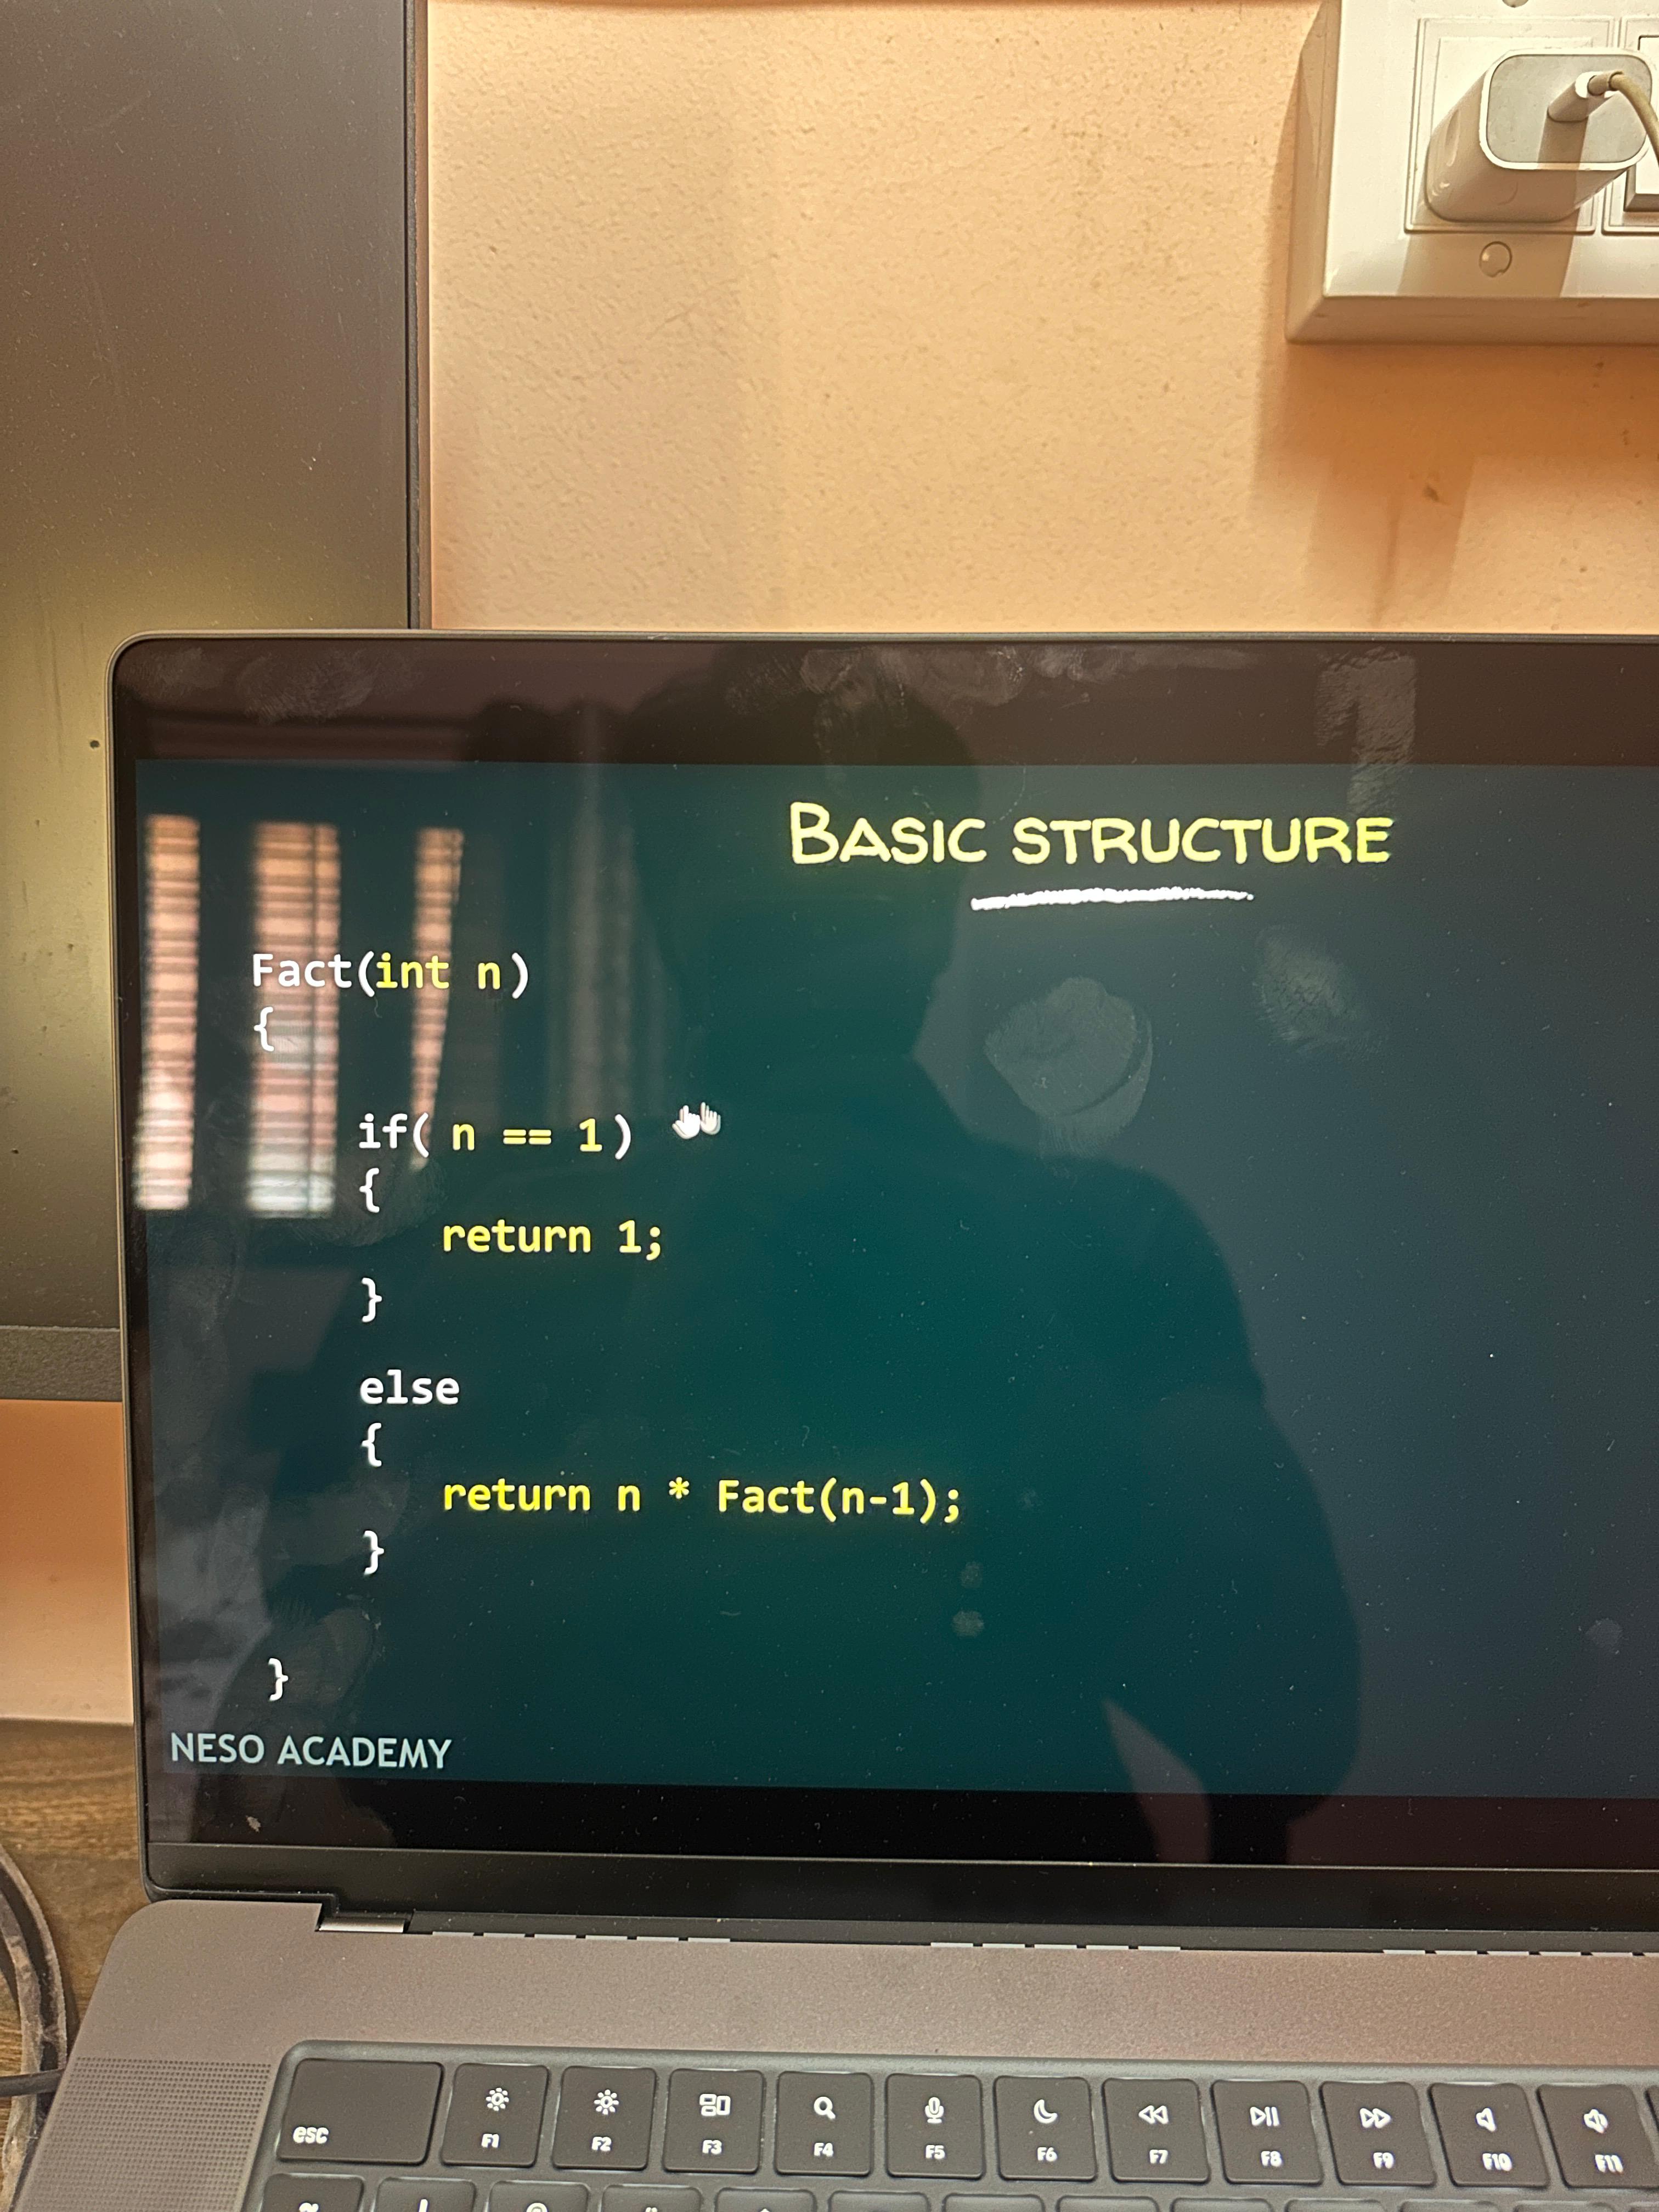 BASIC STRUCTURE
Fact(int n)
{
if( n == 1)
{
return 1;
}
else
{
return n * Fact(n-1);
}
}
NESO ACADEMY
esc
F1
F2
F3
F4
F5
F6
F7
F8
F9
F10
F11